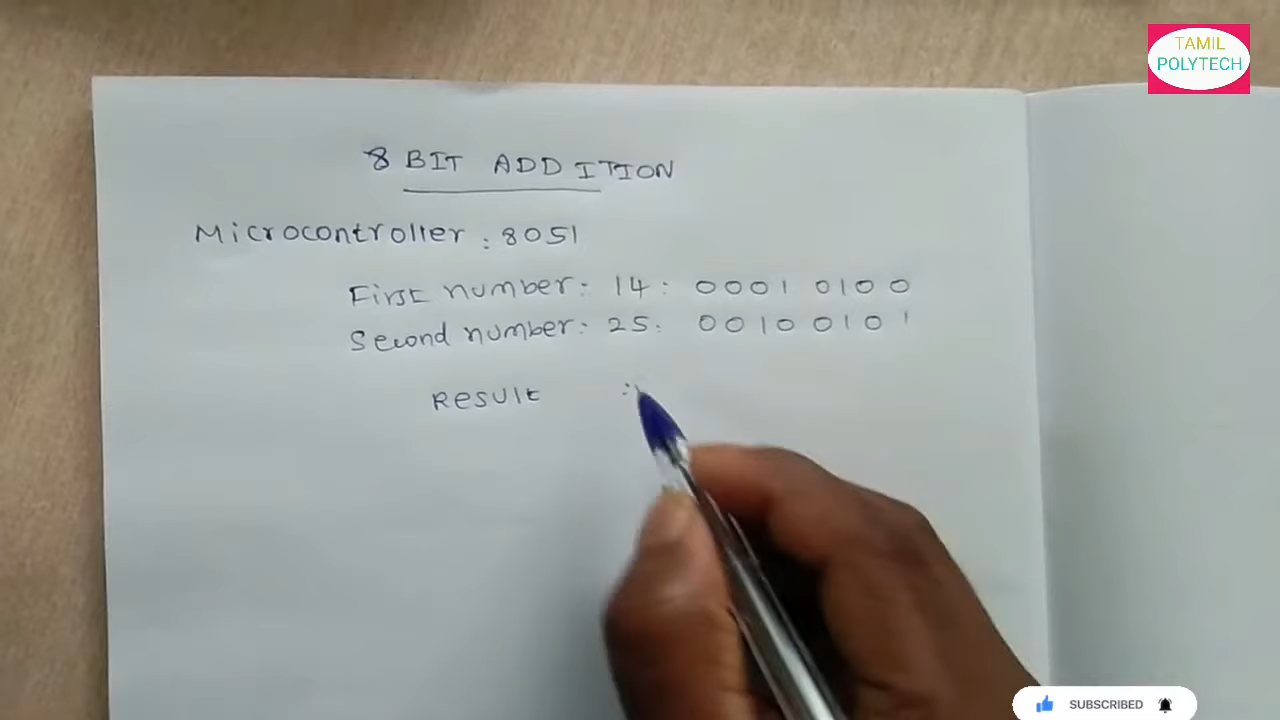 TAMIL
POLYTECH
8 BIT ADDITION
Microcontroller : 8051
First number : 14 : 0001 0100
Second number : 25 : 0010 0101
Result :
SUBSCRIBED